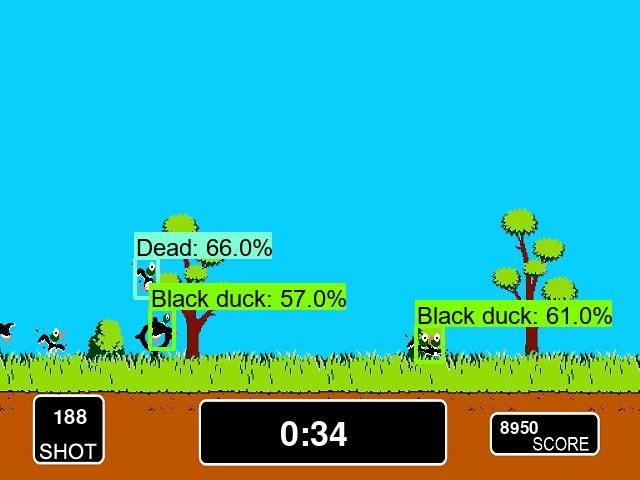 Dead: 66.0%
Black duck: 57.0%
Black duck: 61.0%
188
SHOT
0:34
8950
SCORE